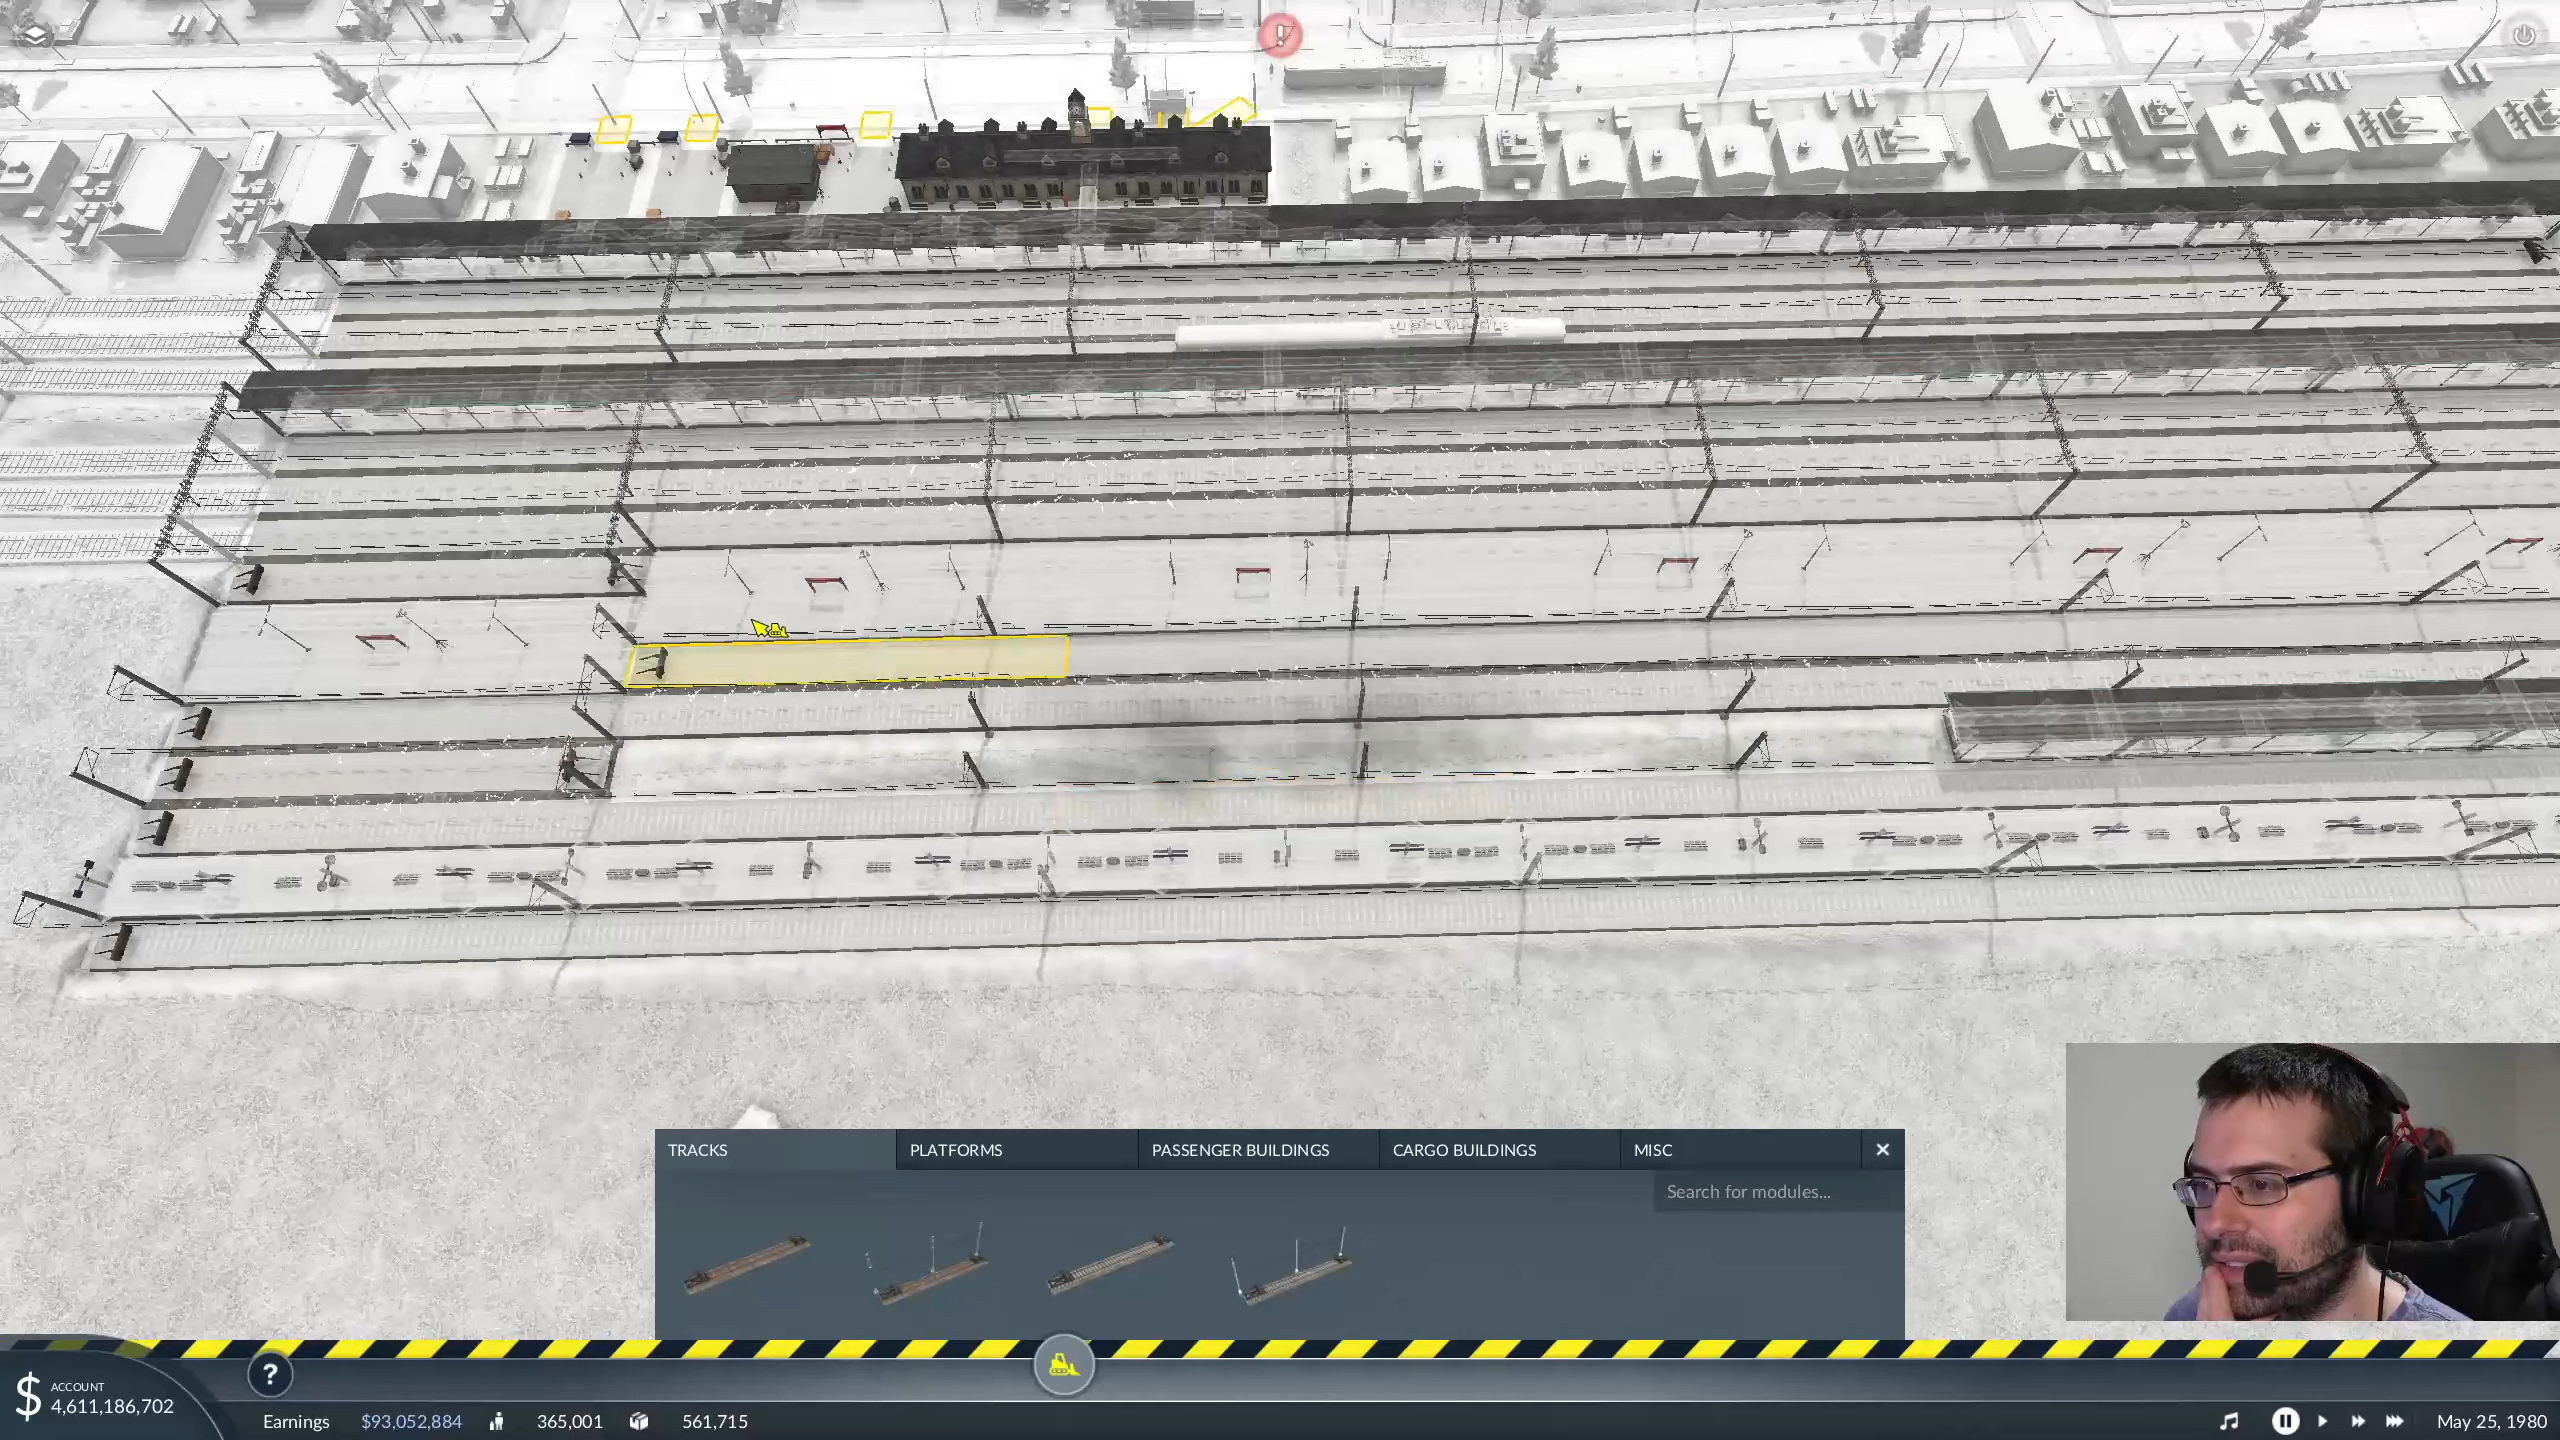 TRACKS
PLATFORMS
PASSENGER BUILDINGS
CARGO BUILDINGS
MISC
Search for modules...
?
$ ACCOUNT
4,611,186,702
Earnings $93,052,884 365,001 561,715
May 25, 1980